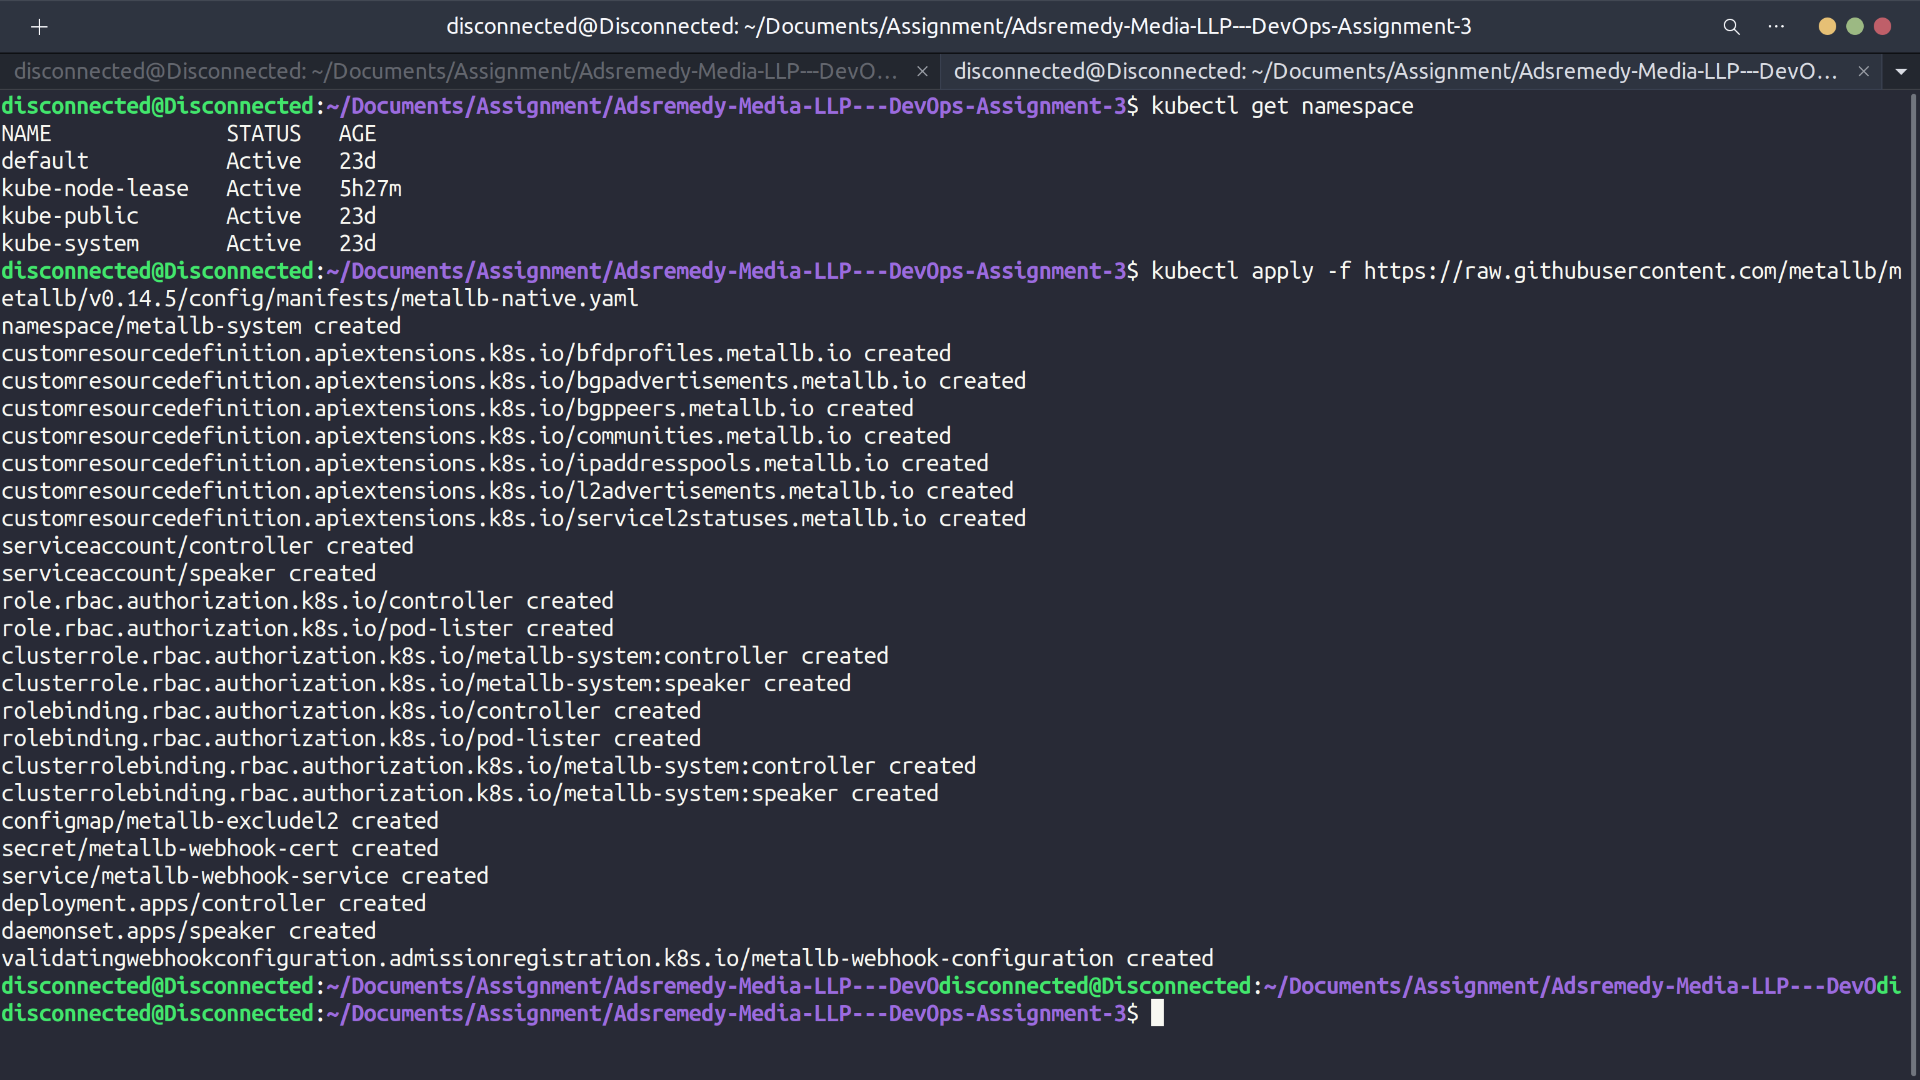 disconnected@Disconnected: ~/Documents/Assignment/Adsremedy-Media-LLP---DevOps-Assignment-3
disconnected@Disconnected: ~/Documents/Assignment/Adsremedy-Media-LLP---DevO...
disconnected@Disconnected: ~/Documents/Assignment/Adsremedy-Media-LLP---DevO...
disconnected@Disconnected:~/Documents/Assignment/Adsremedy-Media-LLP---DevOps-Assignment-3$ kubectl get namespace
NAME              STATUS   AGE
default           Active   23d
kube-node-lease   Active   5h27m
kube-public       Active   23d
kube-system       Active   23d
disconnected@Disconnected:~/Documents/Assignment/Adsremedy-Media-LLP---DevOps-Assignment-3$ kubectl apply -f https://raw.githubusercontent.com/metallb/m
etallb/v0.14.5/config/manifests/metallb-native.yaml
namespace/metallb-system created
customresourcedefinition.apiextensions.k8s.io/bfdprofiles.metallb.io created
customresourcedefinition.apiextensions.k8s.io/bgpadvertisements.metallb.io created
customresourcedefinition.apiextensions.k8s.io/bgppeers.metallb.io created
customresourcedefinition.apiextensions.k8s.io/communities.metallb.io created
customresourcedefinition.apiextensions.k8s.io/ipaddresspools.metallb.io created
customresourcedefinition.apiextensions.k8s.io/l2advertisements.metallb.io created
customresourcedefinition.apiextensions.k8s.io/servicel2statuses.metallb.io created
serviceaccount/controller created
serviceaccount/speaker created
role.rbac.authorization.k8s.io/controller created
role.rbac.authorization.k8s.io/pod-lister created
clusterrole.rbac.authorization.k8s.io/metallb-system:controller created
clusterrole.rbac.authorization.k8s.io/metallb-system:speaker created
rolebinding.rbac.authorization.k8s.io/controller created
rolebinding.rbac.authorization.k8s.io/pod-lister created
clusterrolebinding.rbac.authorization.k8s.io/metallb-system:controller created
clusterrolebinding.rbac.authorization.k8s.io/metallb-system:speaker created
configmap/metallb-excludel2 created
secret/metallb-webhook-cert created
service/metallb-webhook-service created
deployment.apps/controller created
daemonset.apps/speaker created
validatingwebhookconfiguration.admissionregistration.k8s.io/metallb-webhook-configuration created
disconnected@Disconnected:~/Documents/Assignment/Adsremedy-Media-LLP---DevOdisconnected@Disconnected:~/Documents/Assignment/Adsremedy-Media-LLP---DevOdi
disconnected@Disconnected:~/Documents/Assignment/Adsremedy-Media-LLP---DevOps-Assignment-3$